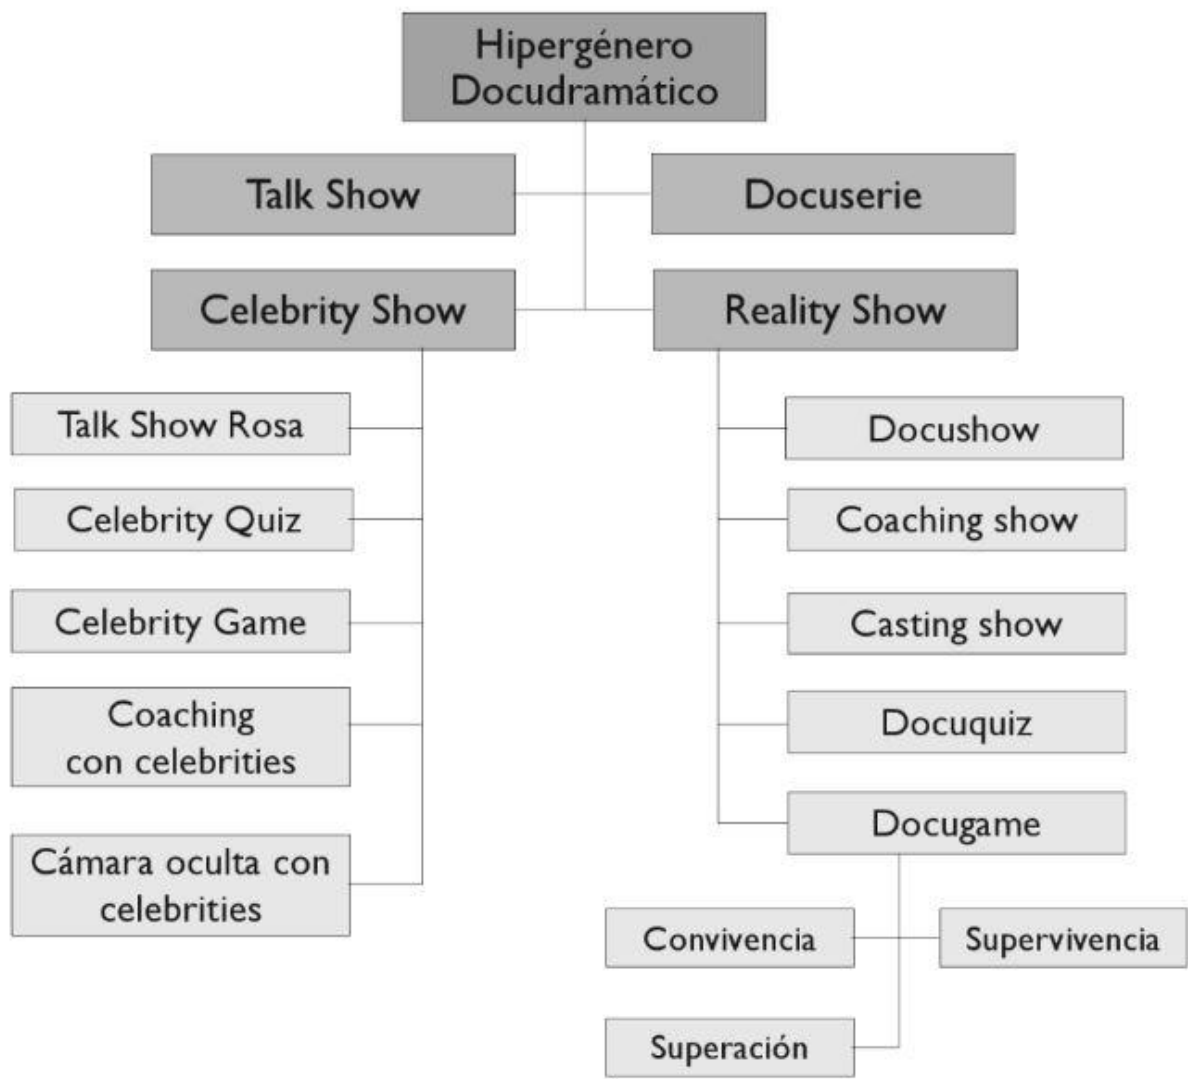 Hipergénero
Docudramático
Talk Show
Docuserie
Celebrity Show
Reality Show
Talk Show Rosa
Celebrity Quiz
Celebrity Game
Coaching
con celebrities
Cámara oculta con
celebrities
Docushow
Coaching show
Casting show
Docuquiz
Docugame
Convivencia
Supervivencia
Superación